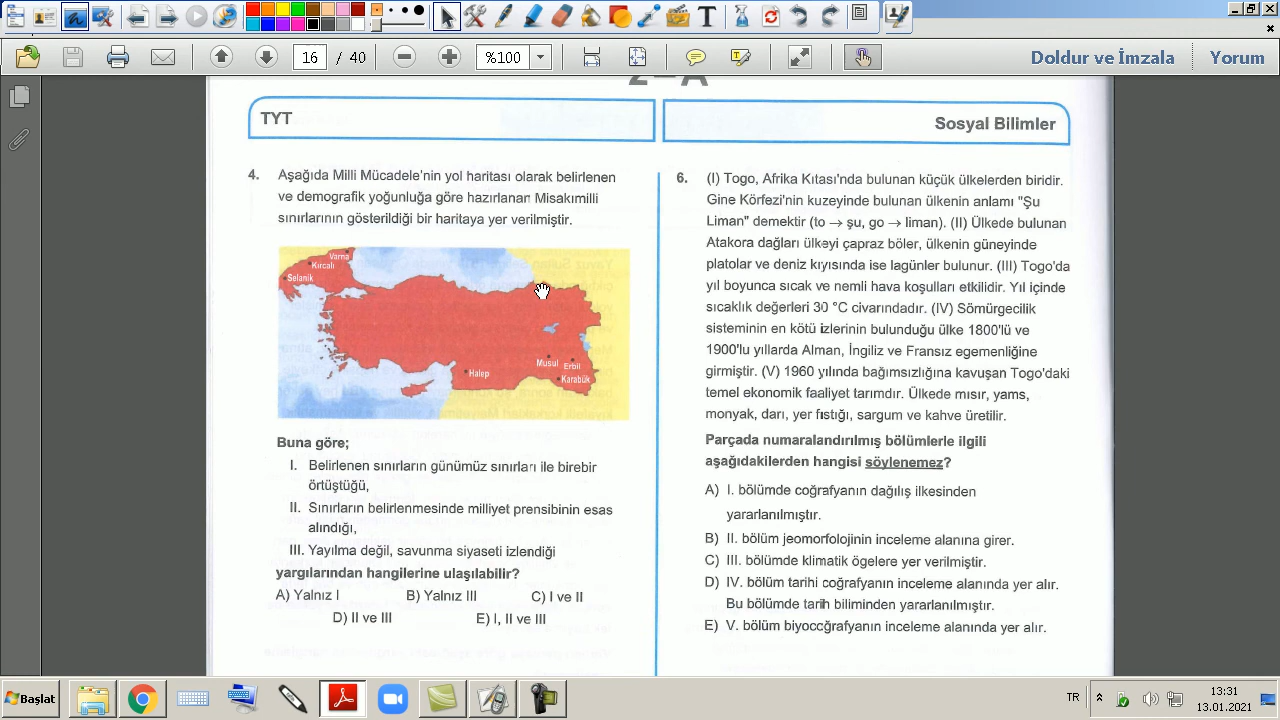 16 / 40
%100
Doldur ve İmzala
Yorum
TYT
Sosyal Bilimler
4. Aşağıda Milli Mücadele'nin yol haritası olarak belirlenen
ve demografik yoğunluğa göre hazırlanan Misakımilli
sınırlarının gösterildiği bir haritaya yer verilmiştir.
Varna
Kırcali
Selanik
Musul
Erbil
Halep
Karabük
Buna göre;
I. Belirlenen sınırların günümüz sınırları ile birebir
örtüştüğü,
II. Sınırların belirlenmesinde milliyet prensibinin esas
alındığı,
III. Yayılma değil, savunma siyaseti izlendiği
yargılarından hangilerine ulaşılabilir?
A) Yalnız I
B) Yalnız III
C) I ve II
D) II ve III
E) I, II ve III
6. (I) Togo, Afrika Kıtası'nda bulunan küçük ülkelerden biridir.
Gine Körfezi'nin kuzeyinde bulunan ülkenin anlamı "Şu
Liman" demektir (to → şu, go → liman). (II) Ülkede bulunan
Atakora dağları ülkeyi çapraz böler, ülkenin güneyinde
platolar ve deniz kıyısında ise lagünler bulunur. (III) Togo'da
yıl boyunca sıcak ve nemli hava koşulları etkilidir. Yıl içinde
sıcaklık değerleri 30 °C civarındadır. (IV) Sömürgecilik
sisteminin en kötü izlerinin bulunduğu ülke 1800'lü ve
1900'lu yıllarda Alman, İngiliz ve Fransız egemenliğine
girmiştir. (V) 1960 yılında bağımsızlığına kavuşan Togo'daki
temel ekonomik faaliyet tarımdır. Ülkede mısır, yams,
monyak, darı, yer fıstığı, sargum ve kahve üretilir.
Parçada numaralandırılmış bölümlerle ilgili
aşağıdakilerden hangisi söylenemez?
A) I. bölümde coğrafyanın dağılış ilkesinden
yararlanılmıştır.
B) II. bölüm jeomorfolojinin inceleme alanına girer.
C) III. bölümde klimatik ögelere yer verilmiştir.
D) IV. bölüm tarihi coğrafyanın inceleme alanında yer alır.
Bu bölümde tarih biliminden yararlanılmıştır.
E) V. bölüm biyocoğrafyanın inceleme alanında yer alır.
Başlat
TR
13:31
13.01.2021